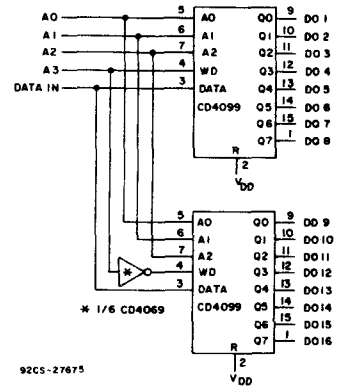 A0 5 A0 Q0 9 DO 1
A1 6 A1 Q1 10 DO 2
A2 7 A2 Q2 11 DO 3
A3 4 WD Q3 12 DO 4
DATA IN 3 DATA Q4 13 DO 5
CD4099 Q5 14 DO 6
Q6 15 DO 7
Q7 1 DO 8
R 2
VDD
5 A0 Q0 9 DO 9
6 A1 Q1 10 DO 10
7 A2 Q2 11 DO 11
* 4 WD Q3 12 DO 12
3 DATA Q4 13 DO 13
* 1/6 CD4069 CD4099 Q5 14 DO 14
Q6 15 DO 15
Q7 1 DO 16
R 2
VDD
92CS-27675